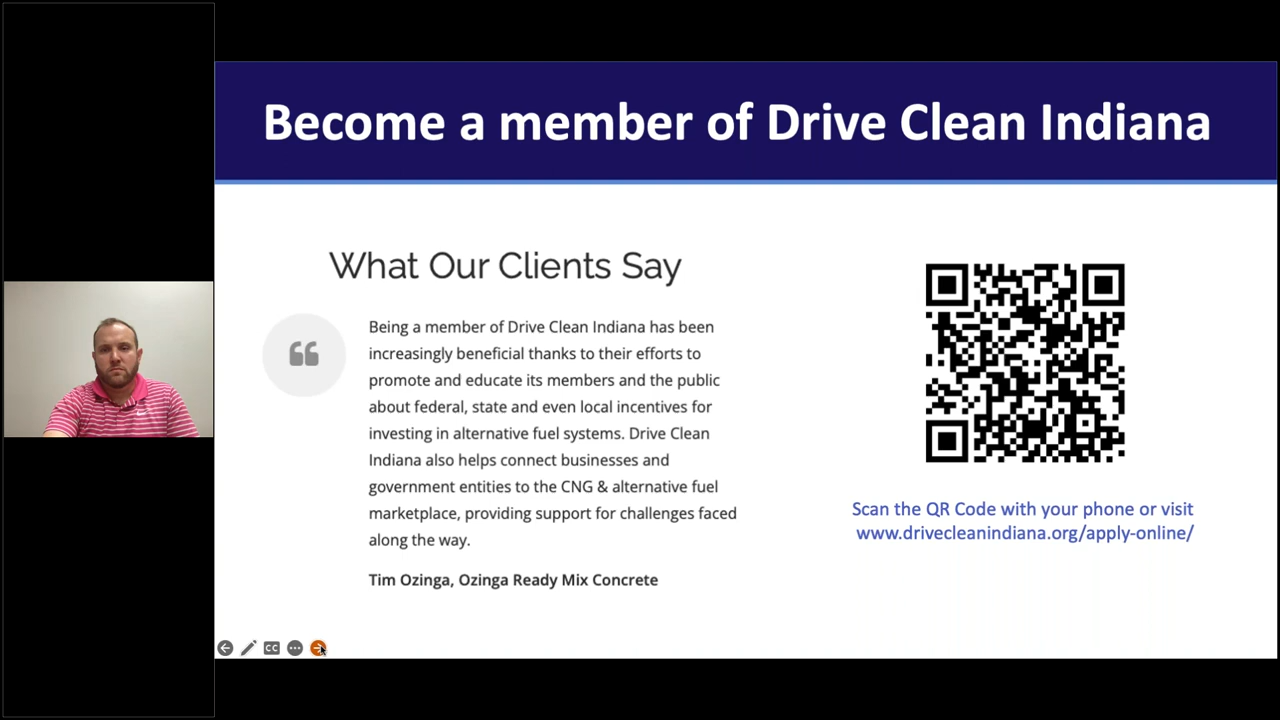 Become a member of Drive Clean Indiana
What Our Clients Say
Being a member of Drive Clean Indiana has been
increasingly beneficial thanks to their efforts to
promote and educate its members and the public
about federal, state and even local incentives for
investing in alternative fuel systems. Drive Clean
Indiana also helps connect businesses and
government entities to the CNG & alternative fuel
marketplace, providing support for challenges faced
along the way.
Tim Ozinga, Ozinga Ready Mix Concrete
Scan the QR Code with your phone or visit
www.drivecleanindiana.org/apply-online/
CC